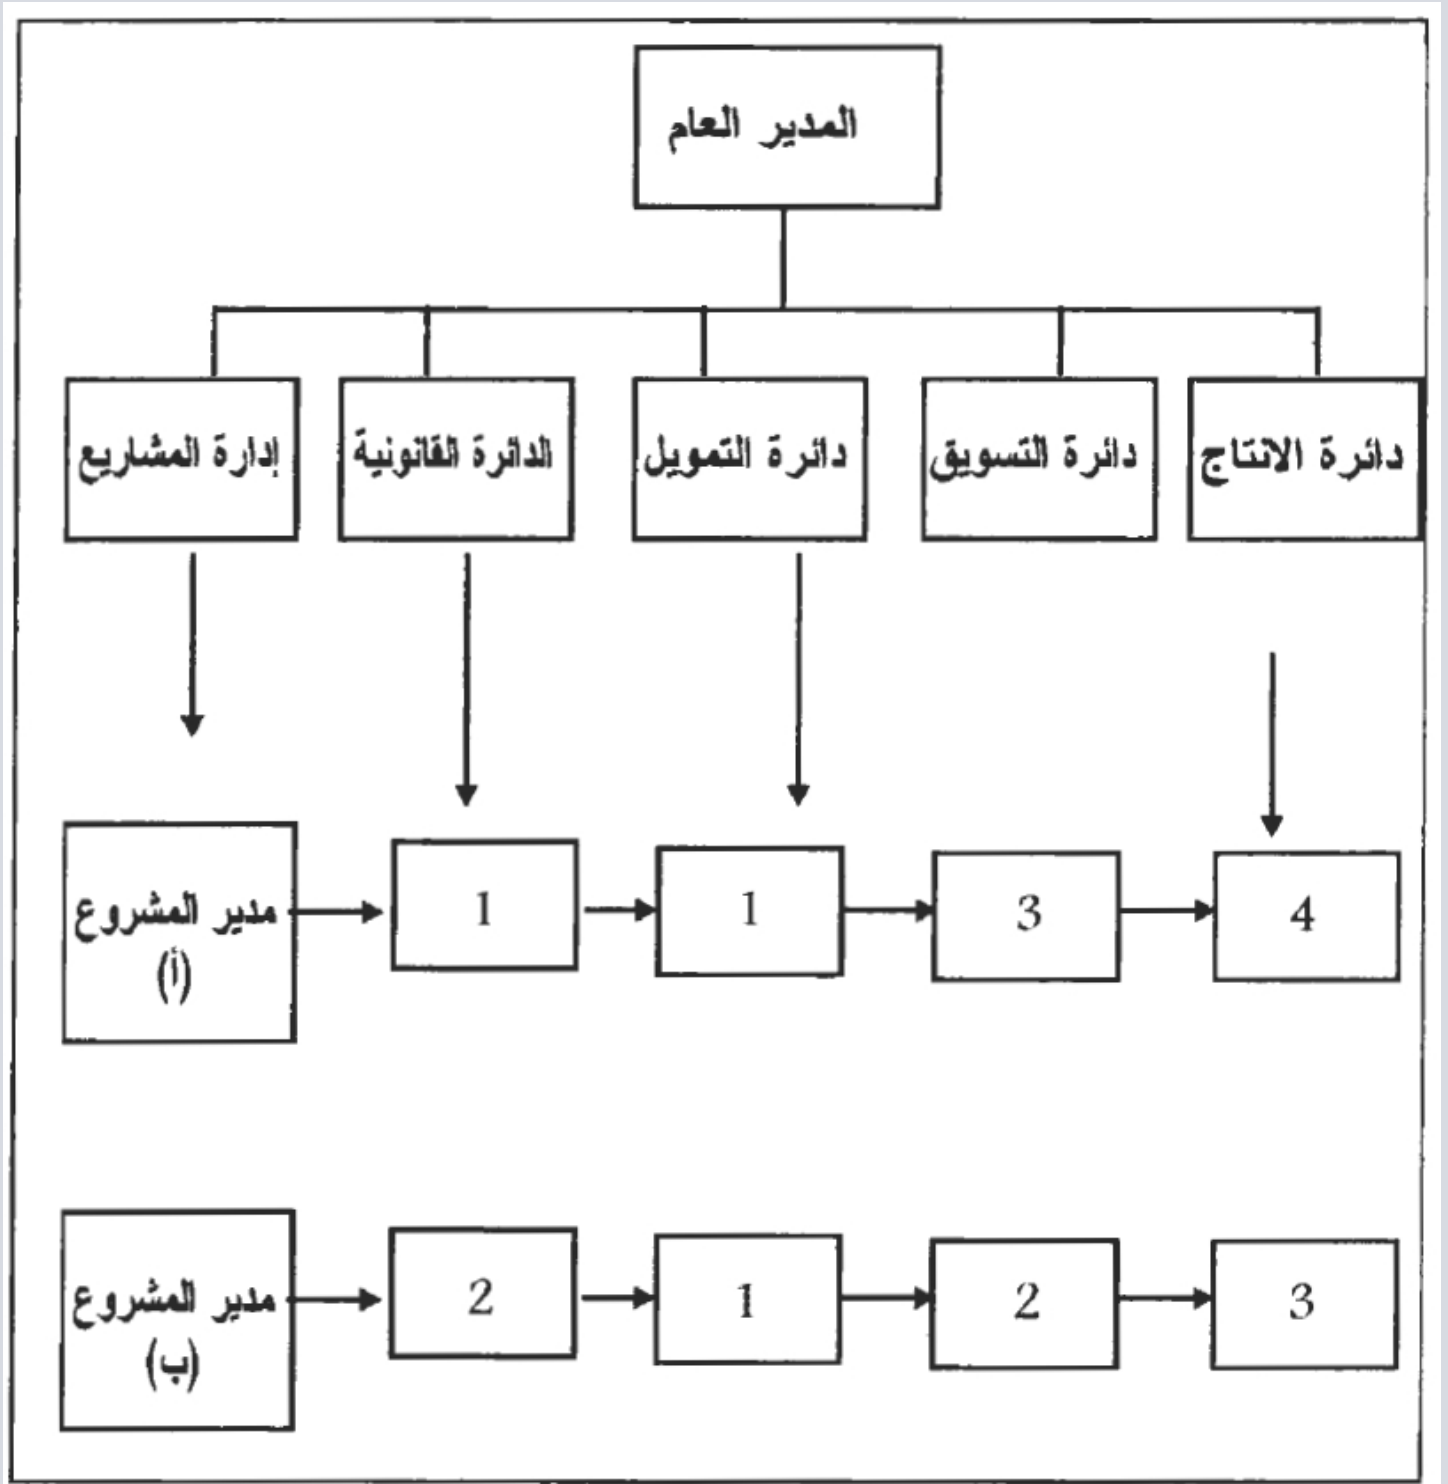 المدير العام
دائرة الانتاج
دائرة التسويق
دائرة التمويل
الدائرة القانونية
إدارة المشاريع
مدير المشروع
(أ)
1
1
3
4
مدير المشروع
(ب)
2
1
2
3